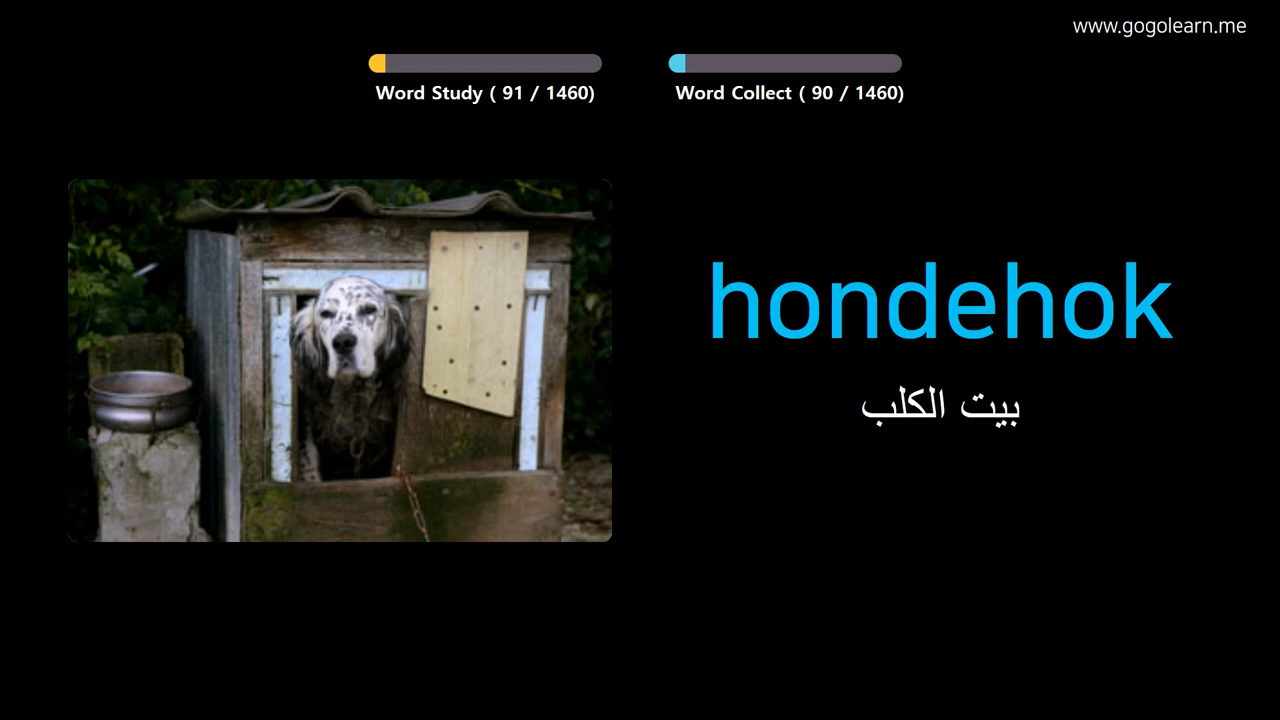 www.gogolearn.me
Word Study ( 91 / 1460)
Word Collect ( 90 / 1460)
hondehok
بيت الكلب